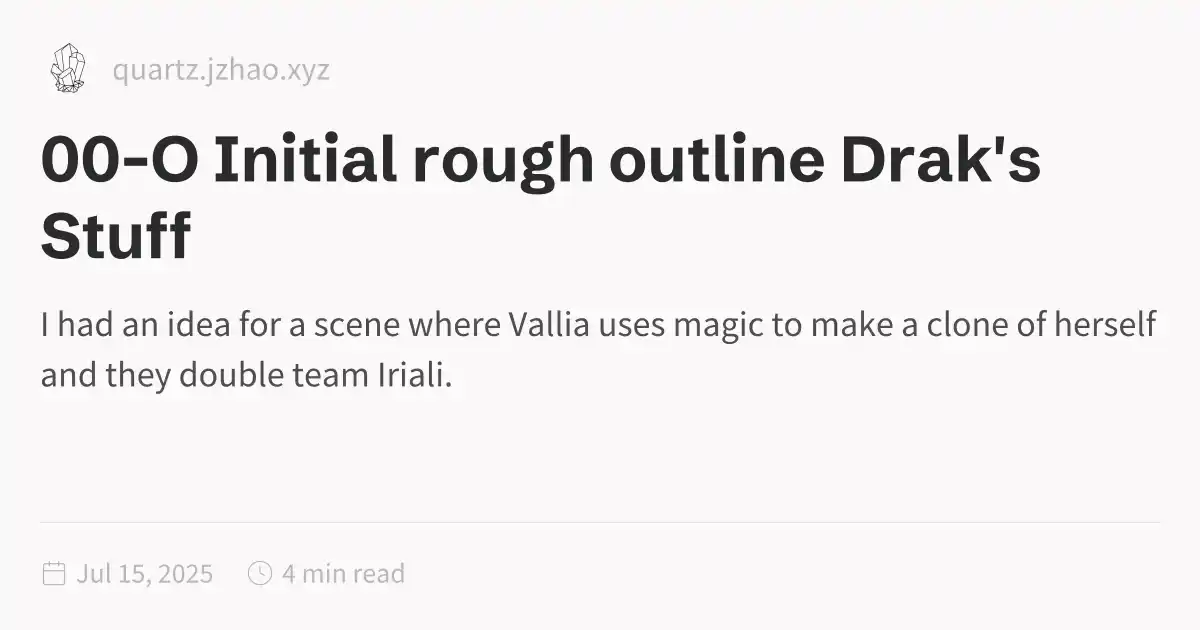 quartz.jzhao.xyz
00-O Initial rough outline Drak's
Stuff
I had an idea for a scene where Vallia uses magic to make a clone of herself
and they double team Iriali.
Jul 15, 2025 4 min read